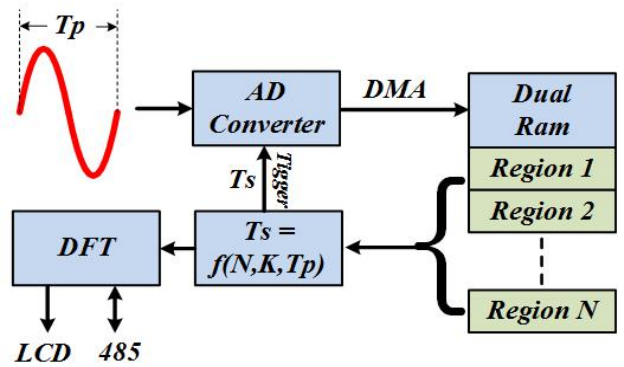 Tp
AD
Converter
DMA
Dual
Ram
Region 1
Region 2
Region N
Ts
Tigger
Ts =
f(N,K,Tp)
DFT
LCD
485